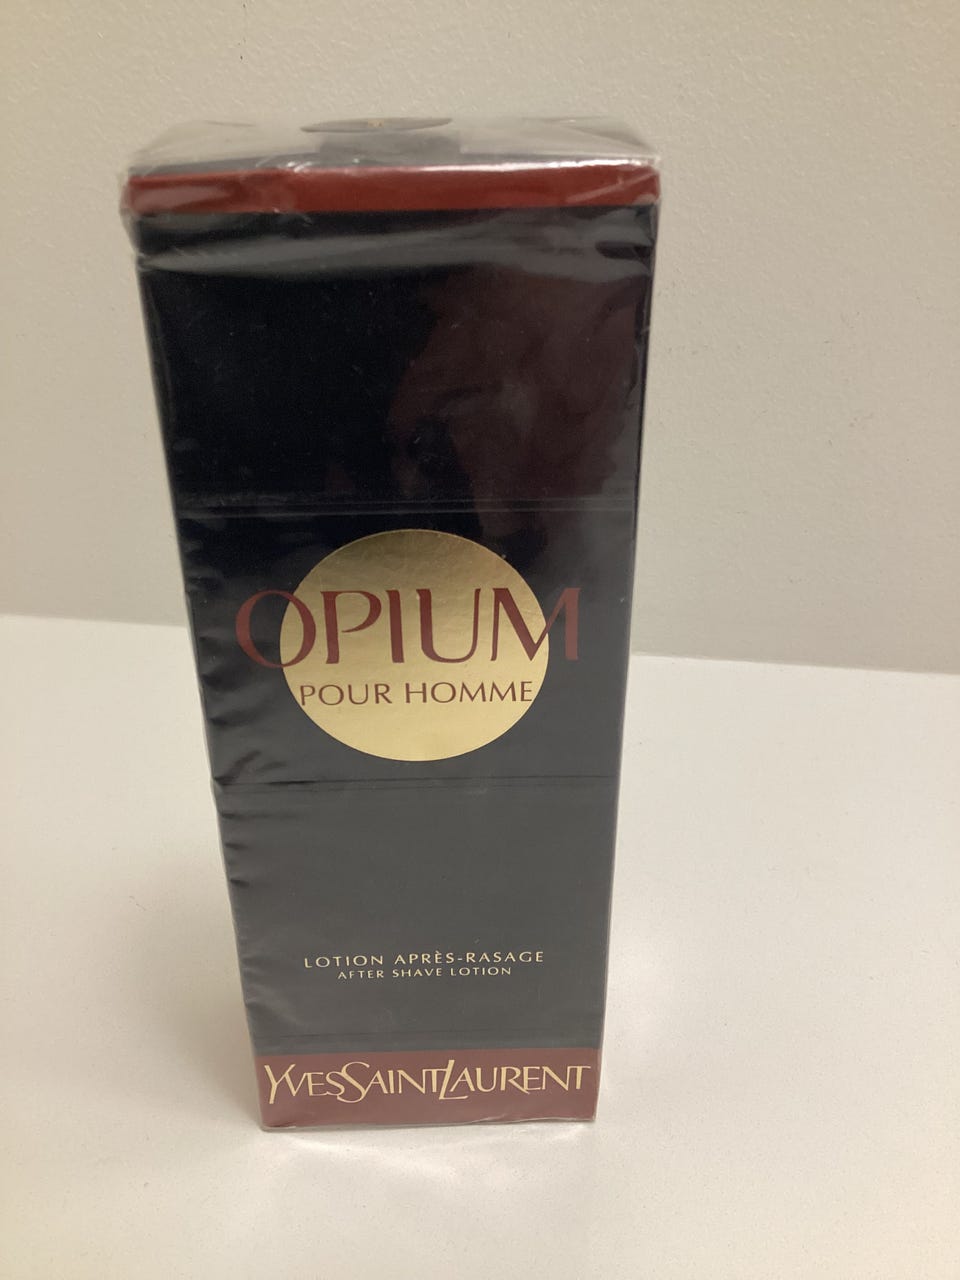 OPIUM
POUR HOMME
LOTION APRÈS-RASAGE
AFTER SHAVE LOTION
YVESSAINTLAURENT